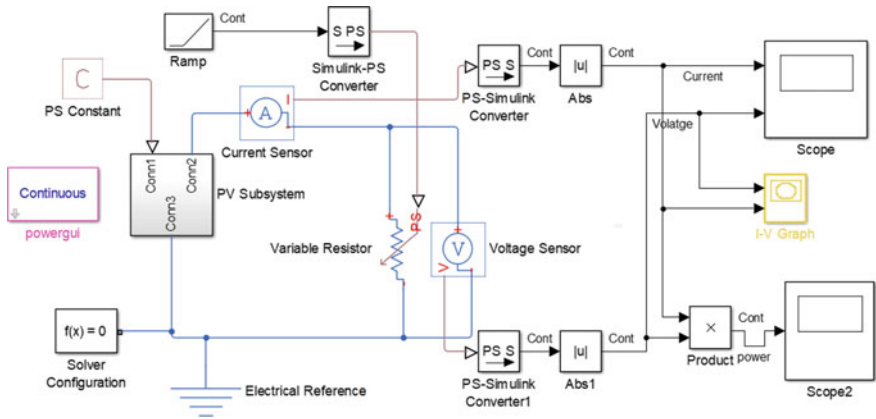 Ramp
Cont
S PS
Simulink-PS
Converter
C
PS Constant
A
I
Current Sensor
Cont
PS S
PS-Simulink
Converter
|u|
Abs
Cont
Current
Volatge
Scope
Continuous
powergui
Conn1
Conn2
Conn3
PV Subsystem
PS
Variable Resistor
V
V
Voltage Sensor
I-V Graph
f(x) = 0
Solver
Configuration
Electrical Reference
PS S
PS-Simulink
Converter1
Cont
|u|
Abs1
Cont
×
Product
Cont
power
Scope2